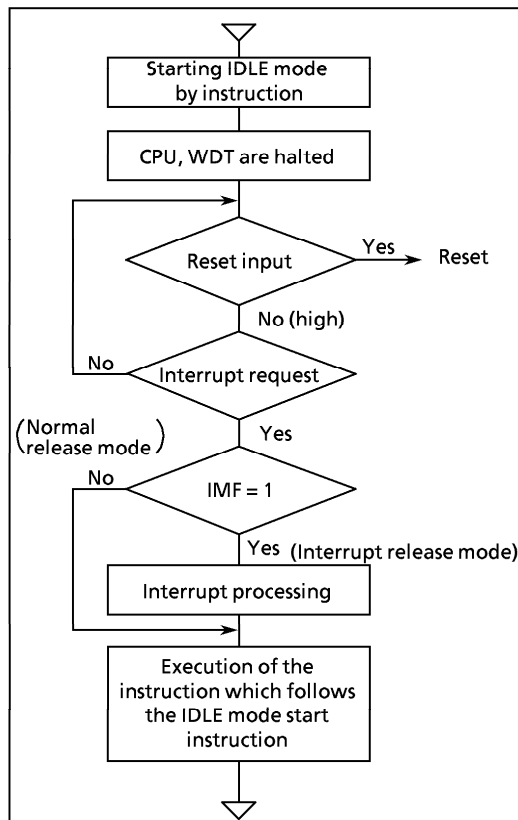 Starting IDLE mode
by instruction
CPU, WDT are halted
Reset input
Yes
Reset
No (high)
No
Interrupt request
(Normal
release mode)
Yes
No
IMF = 1
Yes
(Interrupt release mode)
Interrupt processing
Execution of the
instruction which follows
the IDLE mode start
instruction